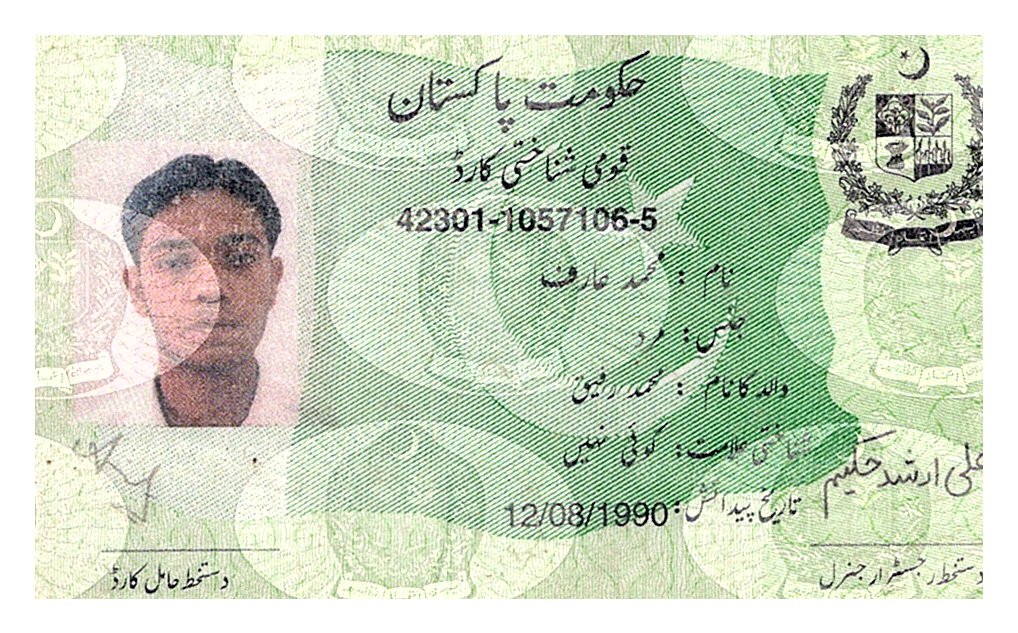 حکومت پاکستان
قومی شناختی کارڈ
42301-1057106-5
نام : محمد عارف
جنس : مرد
والد کا نام : محمد رفیق
شناختی علامت : کوئی نہیں
تاریخ پیدائش : 12/08/1990
علی ارشد حکیم
دستخط حامل کارڈ
دستخط رجسٹرار جنرل